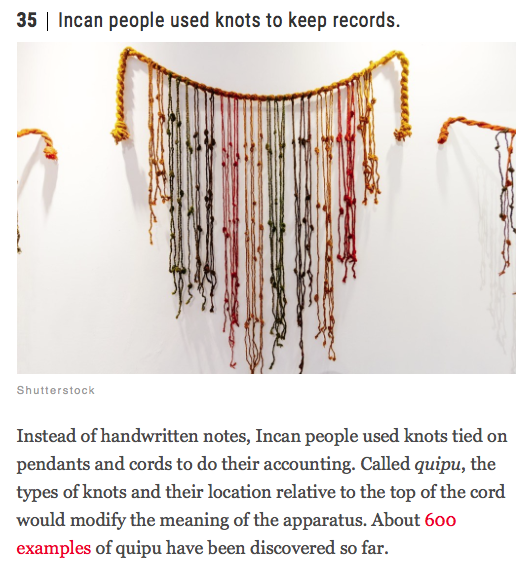 35 | Incan people used knots to keep records.
Shutterstock
Instead of handwritten notes, Incan people used knots tied on
pendants and cords to do their accounting. Called quipu, the
types of knots and their location relative to the top of the cord
would modify the meaning of the apparatus. About 600
examples of quipu have been discovered so far.